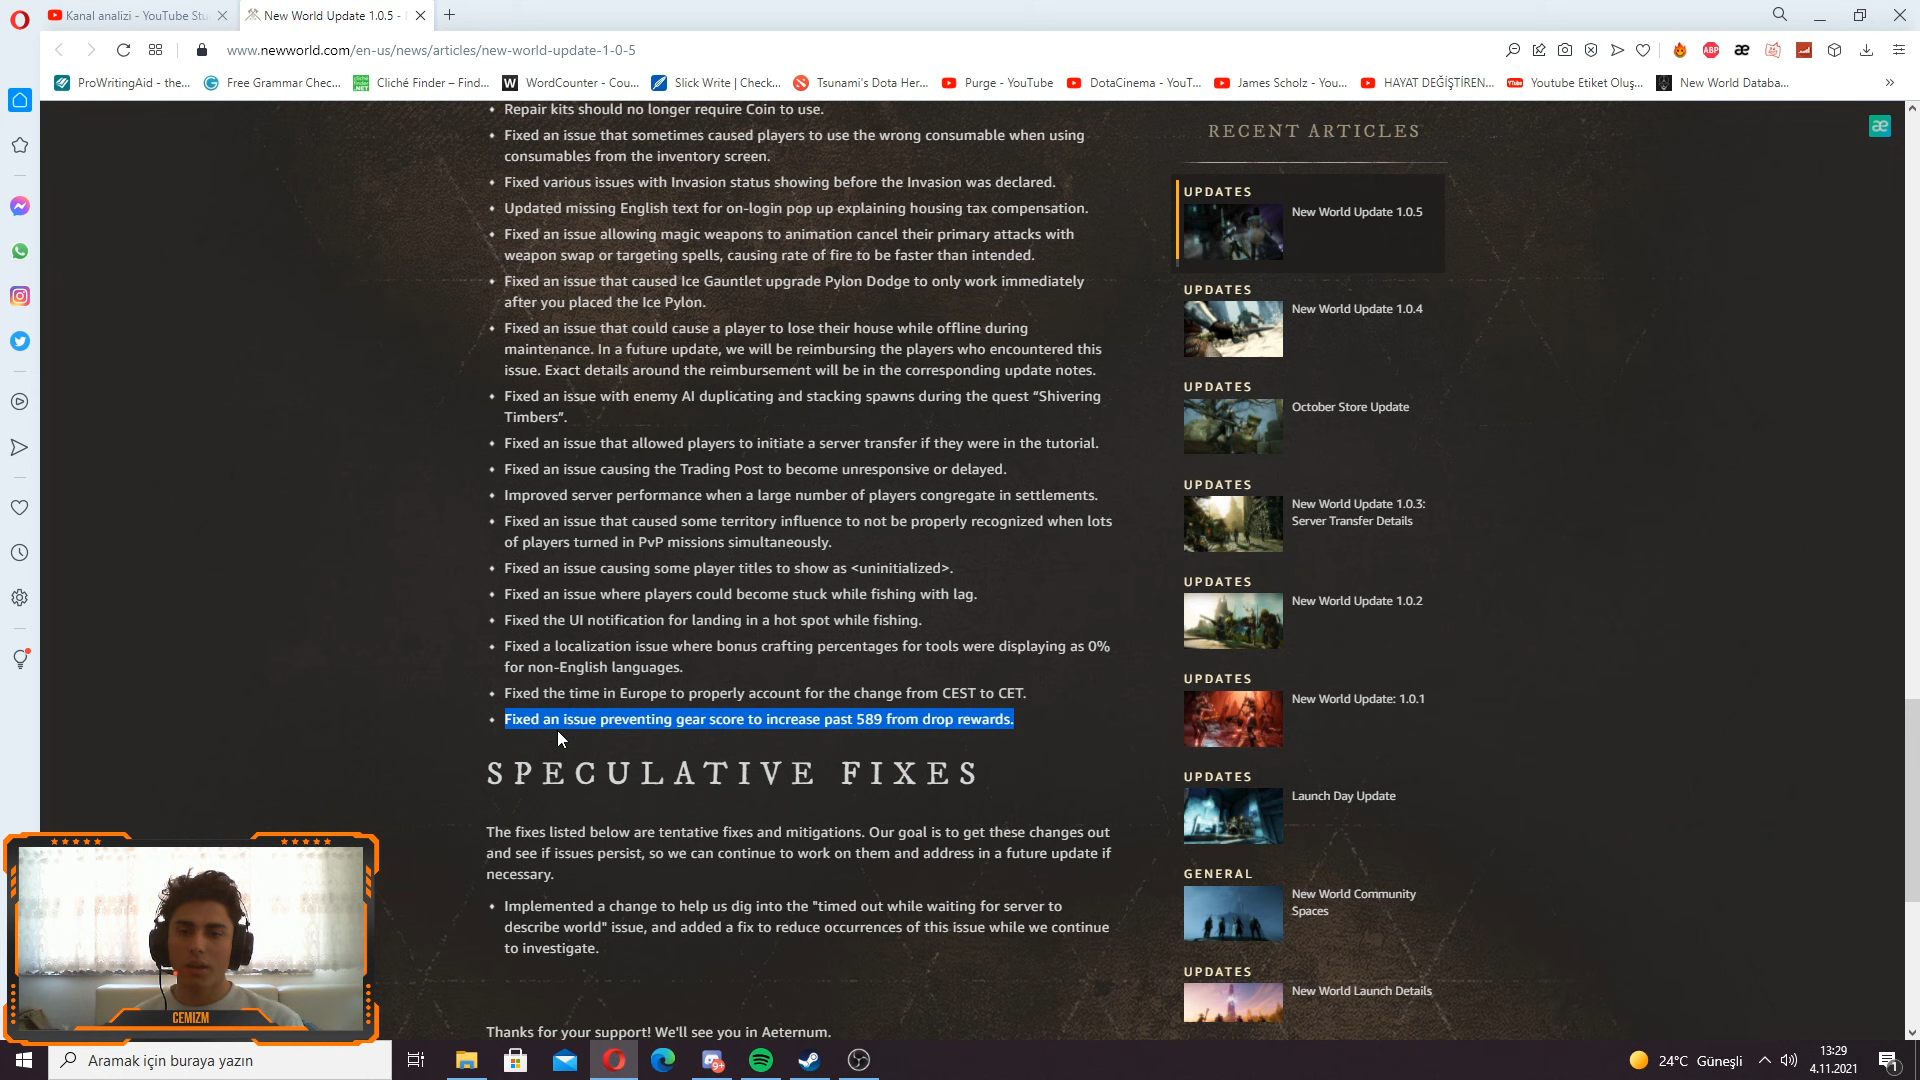 Kanal analizi - YouTube Stu
New World Update 1.0.5 -
www.newworld.com/en-us/news/articles/new-world-update-1-0-5
ABP
ProWritingAid - the...
Free Grammar Chec...
Cliché Finder – Find...
WordCounter - Cou...
Slick Write | Check...
Tsunami's Dota Her...
Purge - YouTube
DotaCinema - YouT...
James Scholz - You...
HAYAT DEĞİŞTİREN...
Youtube Etiket Oluş...
New World Databa...
• Repair kits should no longer require Coin to use.
• Fixed an issue that sometimes caused players to use the wrong consumable when using
consumables from the inventory screen.
• Fixed various issues with Invasion status showing before the Invasion was declared.
• Updated missing English text for on-login pop up explaining housing tax compensation.
• Fixed an issue allowing magic weapons to animation cancel their primary attacks with
weapon swap or targeting spells, causing rate of fire to be faster than intended.
• Fixed an issue that caused Ice Gauntlet upgrade Pylon Dodge to only work immediately
after you placed the Ice Pylon.
• Fixed an issue that could cause a player to lose their house while offline during
maintenance. In a future update, we will be reimbursing the players who encountered this
issue. Exact details around the reimbursement will be in the corresponding update notes.
• Fixed an issue with enemy AI duplicating and stacking spawns during the quest “Shivering
Timbers”.
• Fixed an issue that allowed players to initiate a server transfer if they were in the tutorial.
• Fixed an issue causing the Trading Post to become unresponsive or delayed.
• Improved server performance when a large number of players congregate in settlements.
• Fixed an issue that caused some territory influence to not be properly recognized when lots
of players turned in PvP missions simultaneously.
• Fixed an issue causing some player titles to show as <uninitialized>.
• Fixed an issue where players could become stuck while fishing with lag.
• Fixed the UI notification for landing in a hot spot while fishing.
• Fixed a localization issue where bonus crafting percentages for tools were displaying as 0%
for non-English languages.
• Fixed the time in Europe to properly account for the change from CEST to CET.
• Fixed an issue preventing gear score to increase past 589 from drop rewards.
SPECULATIVE FIXES
The fixes listed below are tentative fixes and mitigations. Our goal is to get these changes out
and see if issues persist, so we can continue to work on them and address in a future update if
necessary.
• Implemented a change to help us dig into the "timed out while waiting for server to
describe world" issue, and added a fix to reduce occurrences of this issue while we continue
to investigate.
Thanks for your support! We'll see you in Aeternum.
RECENT ARTICLES
UPDATES
New World Update 1.0.5
UPDATES
New World Update 1.0.4
UPDATES
October Store Update
UPDATES
New World Update 1.0.3:
Server Transfer Details
UPDATES
New World Update 1.0.2
UPDATES
New World Update: 1.0.1
UPDATES
Launch Day Update
GENERAL
New World Community
Spaces
UPDATES
New World Launch Details
CEMIZM
Aramak için buraya yazın
9+
24°C Güneşli
13:29
4.11.2021
1